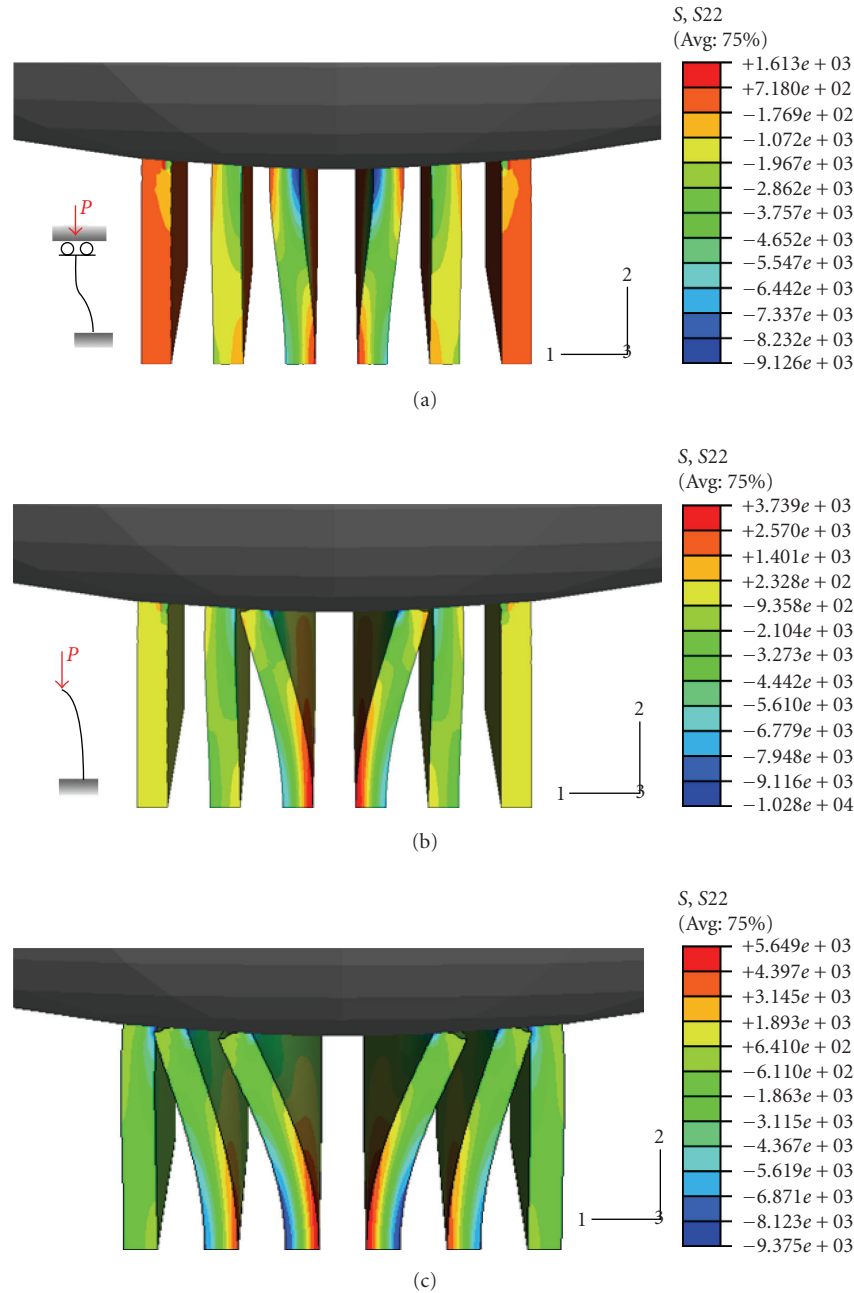 S, S22
(Avg: 75%)
+1.613e + 03
+7.180e + 02
−1.769e + 02
−1.072e + 03
−1.967e + 03
−2.862e + 03
−3.757e + 03
−4.652e + 03
−5.547e + 03
−6.442e + 03
−7.337e + 03
−8.232e + 03
−9.126e + 03
P
2
1
3
(a)
S, S22
(Avg: 75%)
+3.739e + 03
+2.570e + 03
+1.401e + 03
+2.328e + 02
−9.358e + 02
−2.104e + 03
−3.273e + 03
−4.442e + 03
−5.610e + 03
−6.779e + 03
−7.948e + 03
−9.116e + 03
−1.028e + 04
P
2
1
3
(b)
S, S22
(Avg: 75%)
+5.649e + 03
+4.397e + 03
+3.145e + 03
+1.893e + 03
+6.410e + 02
−6.110e + 02
−1.863e + 03
−3.115e + 03
−4.367e + 03
−5.619e + 03
−6.871e + 03
−8.123e + 03
−9.375e + 03
2
1
3
(c)